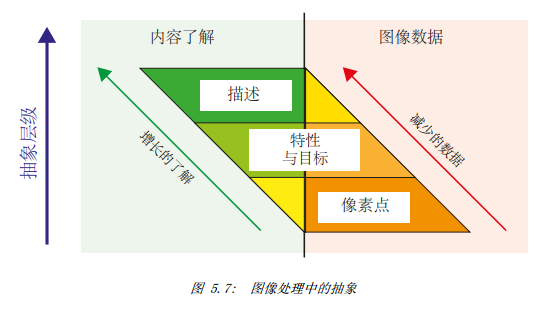 内容了解
图像数据
抽象层级
描述
特性
与目标
像素点
增长的了解
减少的数据
图 5.7: 图像处理中的抽象